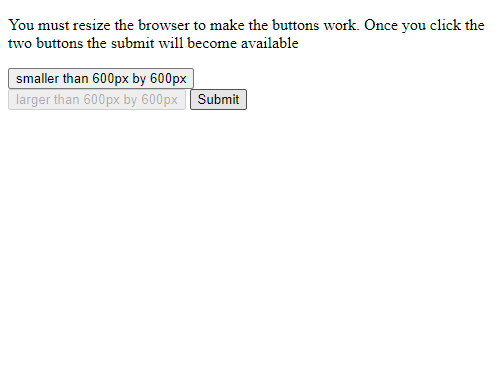 You must resize the browser to make the buttons work. Once you click the
two buttons the submit will become available
smaller than 600px by 600px
larger than 600px by 600px Submit